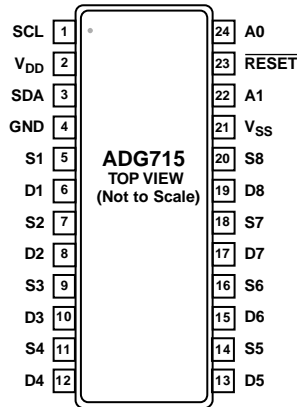 SCL 1 24 A0
VDD 2 23 RESET
SDA 3 22 A1
GND 4 21 VSS
S1 5 20 S8
ADG715
D1 6 19 D8
TOP VIEW
(Not to Scale)
S2 7 18 S7
D2 8 17 D7
S3 9 16 S6
D3 10 15 D6
S4 11 14 S5
D4 12 13 D5